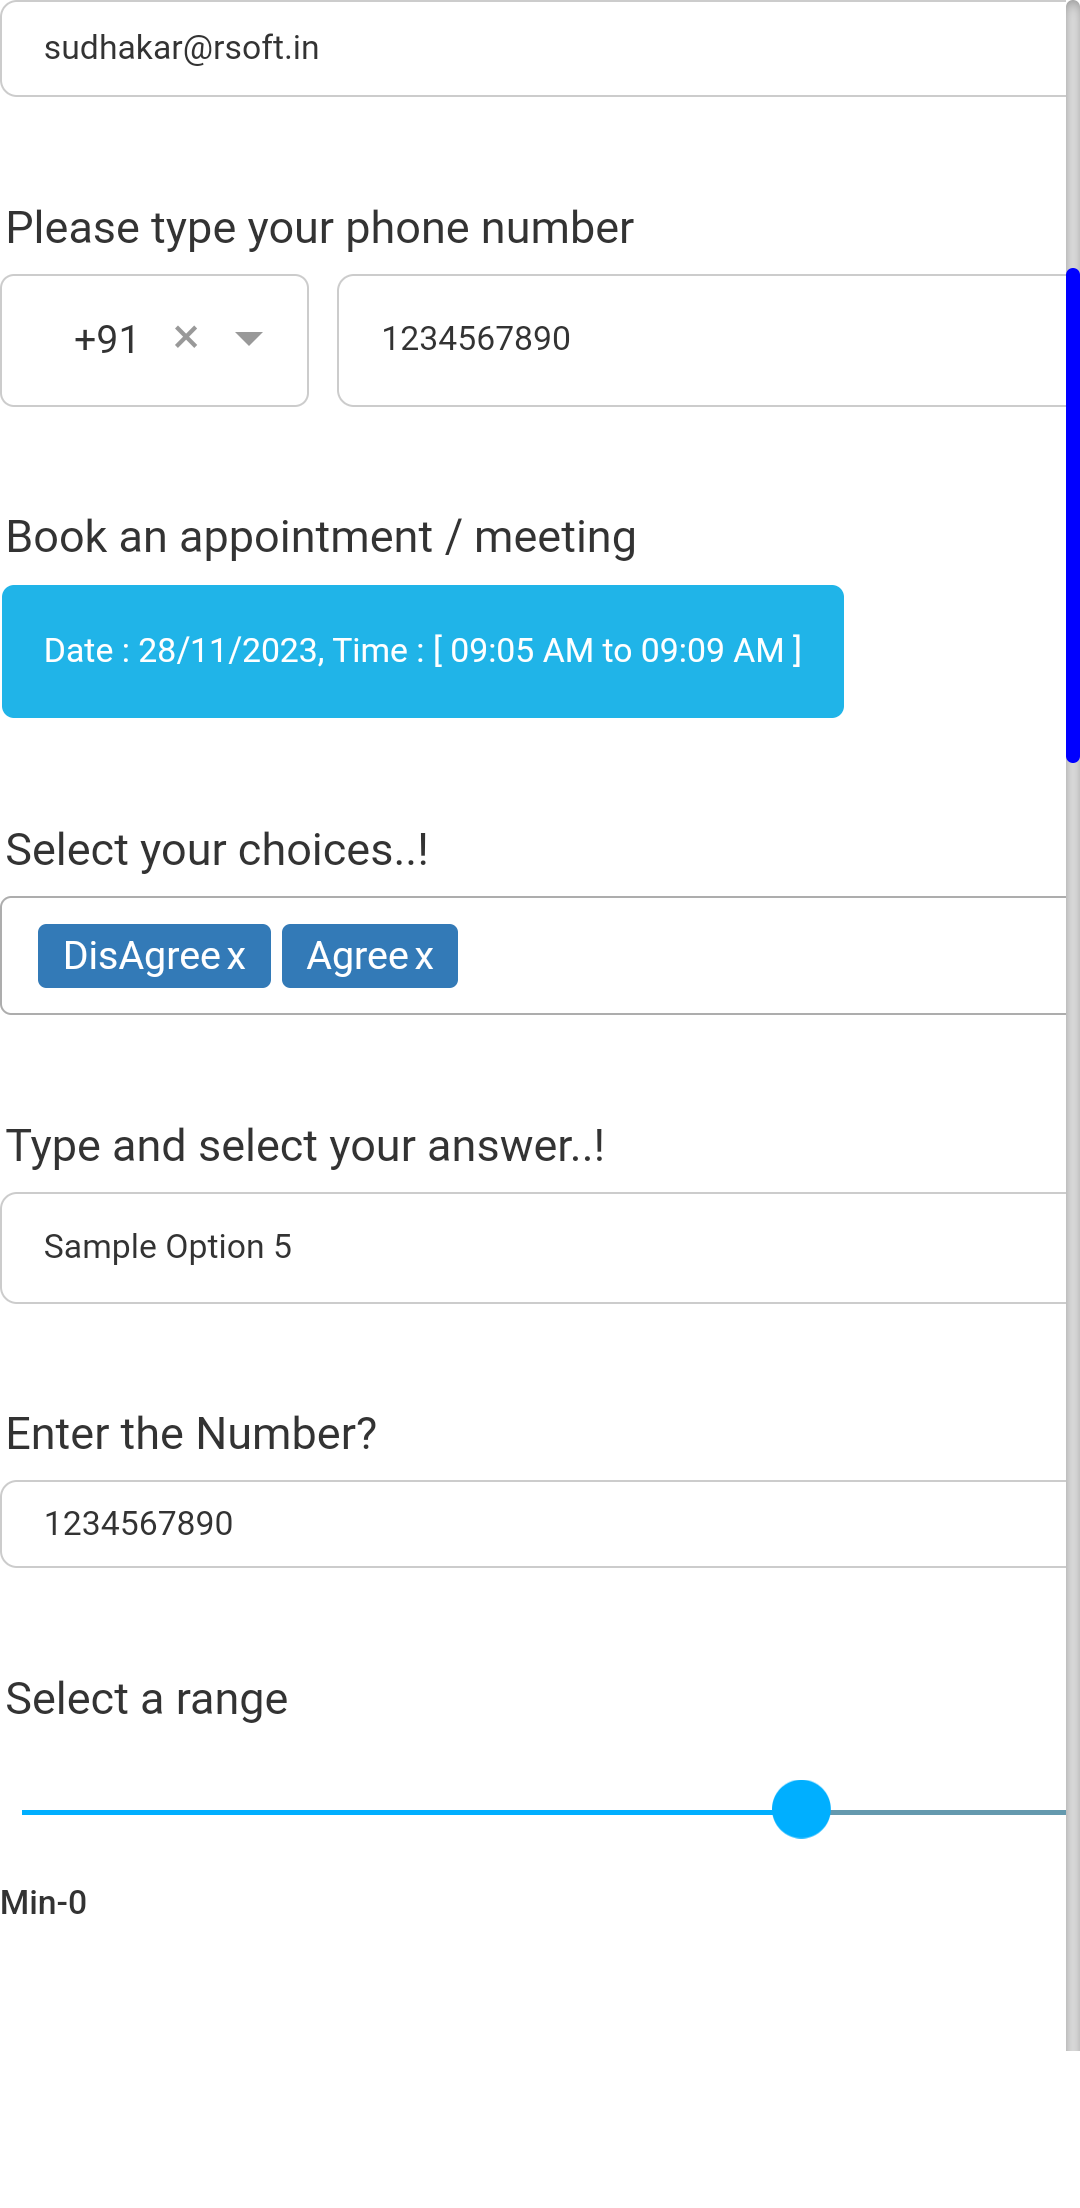 sudhakar@rsoft.in
Please type your phone number
+91 × 1234567890
Book an appointment / meeting
Date : 28/11/2023, Time : [ 09:05 AM to 09:09 AM ]
Select your choices..!
DisAgree x Agree x
Type and select your answer..!
Sample Option 5
Enter the Number?
1234567890
Select a range
Min-0